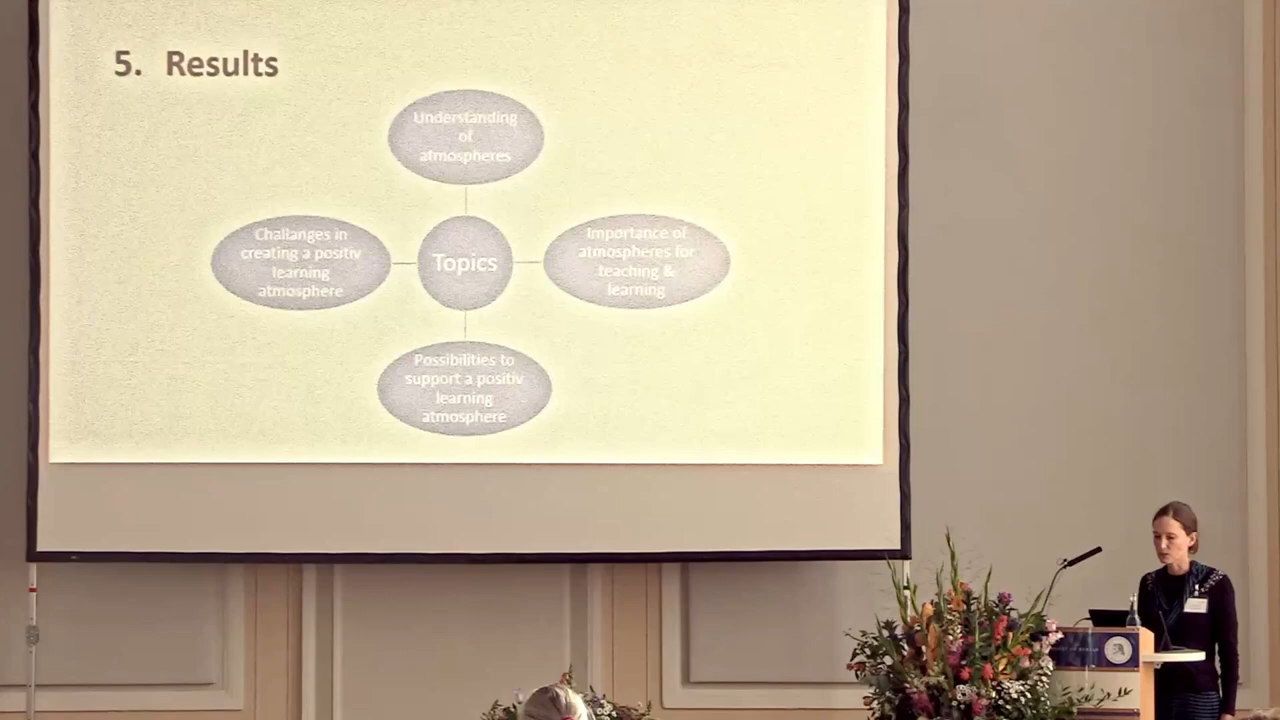 5. Results
Understanding
of
atmospheres
Challanges in
creating a positiv
learning
atmosphere
Topics
Importance of
atmospheres for
teaching &
learning
Possibilities to
support a positiv
learning
atmosphere